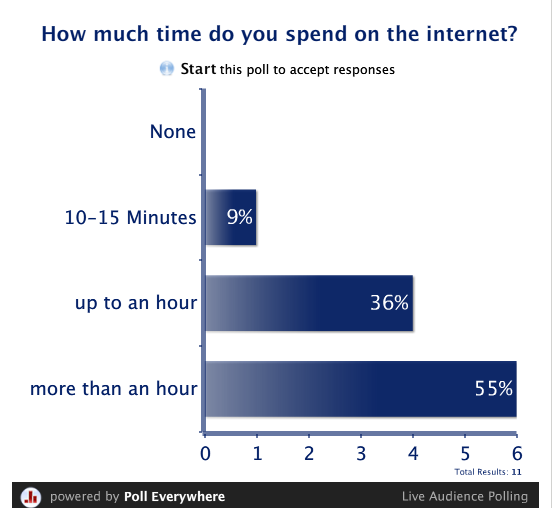 How much time do you spend on the internet?
Start this poll to accept responses
None
10-15 Minutes
9%
up to an hour
36%
more than an hour
55%
0 1 2 3 4 5 6
Total Results: 11
powered by Poll Everywhere
Live Audience Polling